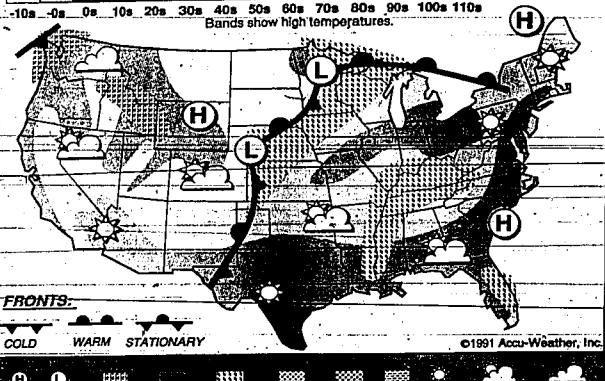 -10s -0s 0s 10s 20s 30s 40s 50s 60s 70s 80s 90s 100s 110s
Bands show high temperatures.
H
L
H
L
H
FRONTS:
COLD WARM STATIONARY
©1991 Accu-Weather, Inc.
H L